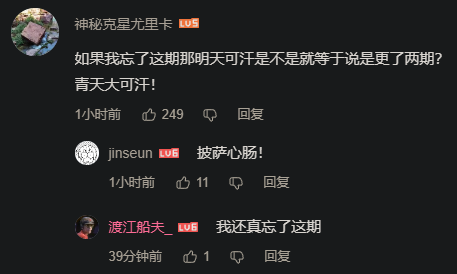 神秘克星尤里卡 LV5
如果我忘了这期那明天可汗是不是就等于说是更了两期?
青天大可汗!
1小时前 249 回复
jinseun LV6 披萨心肠!
1小时前 11 回复
渡江船夫_ LV6 我还真忘了这期
39分钟前 1 回复